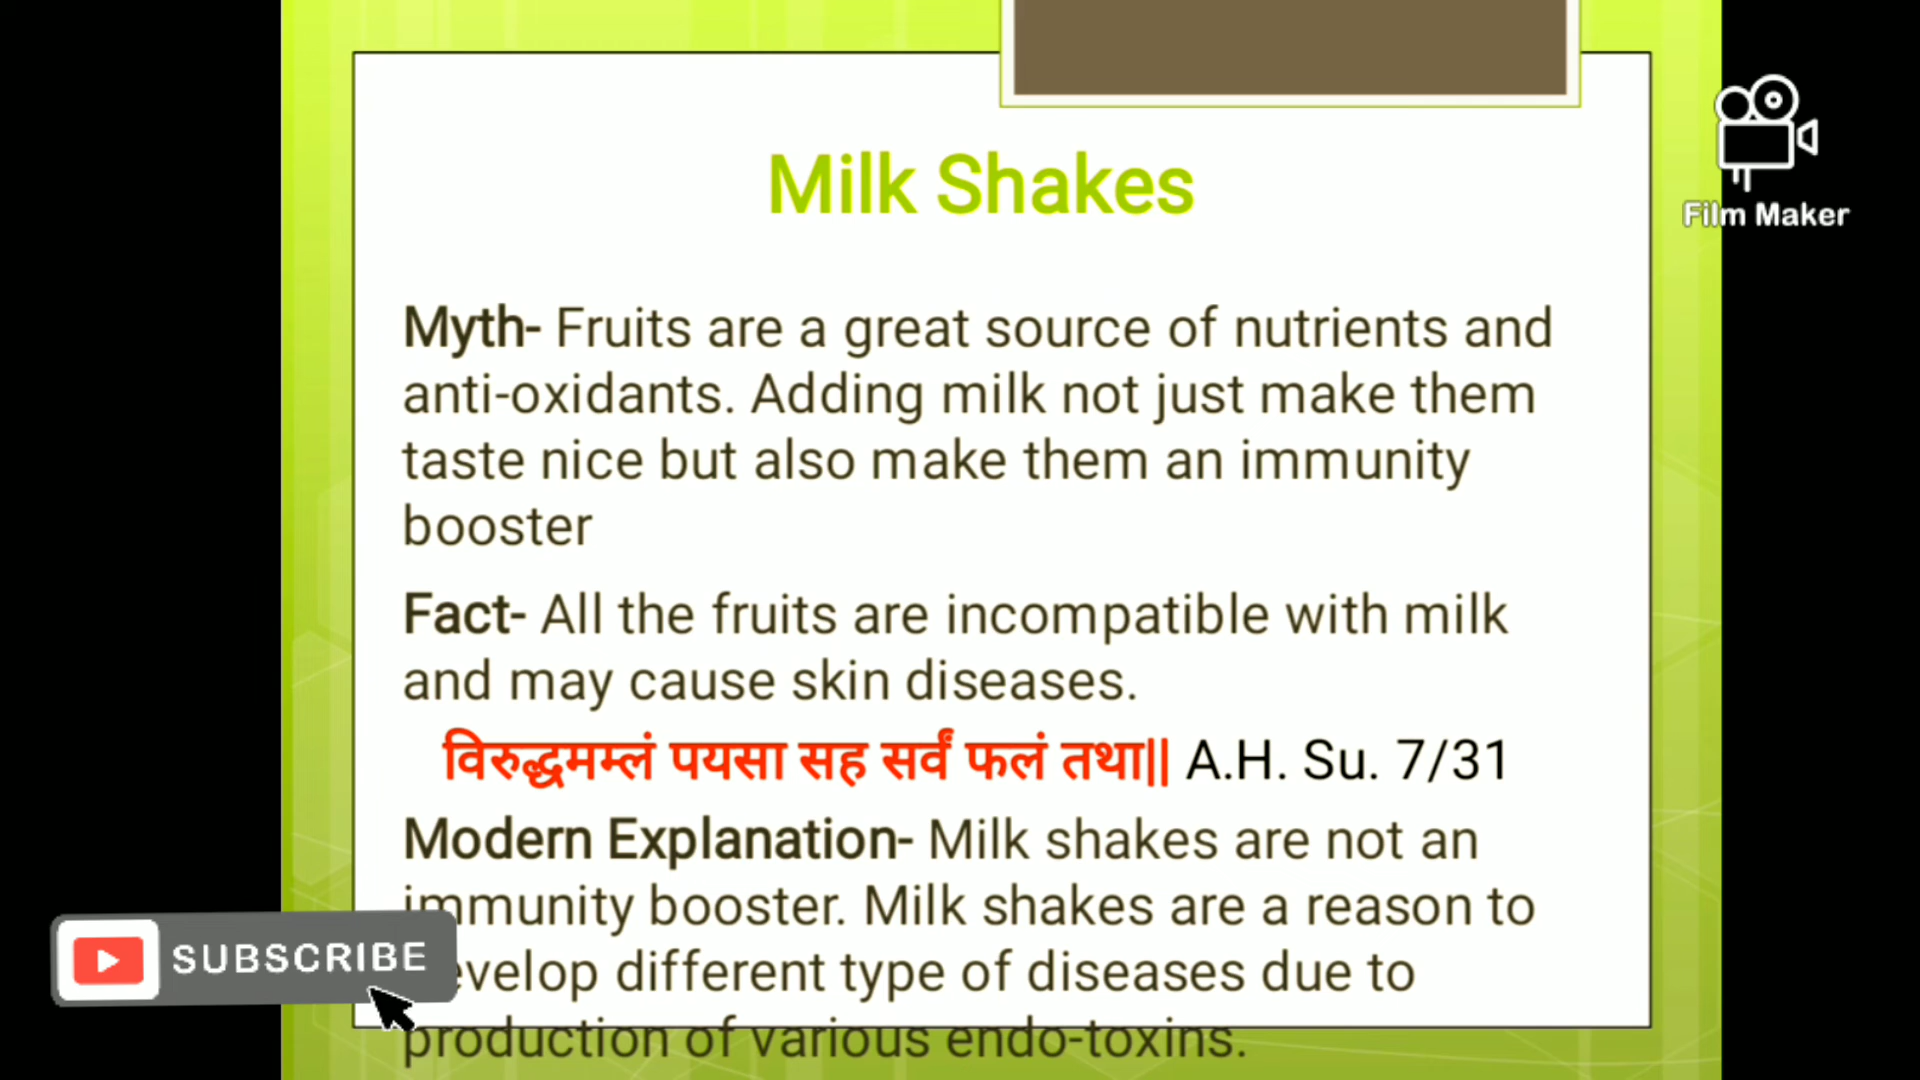 Milk Shakes
Film Maker
Myth- Fruits are a great source of nutrients and
anti-oxidants. Adding milk not just make them
taste nice but also make them an immunity
booster
Fact- All the fruits are incompatible with milk
and may cause skin diseases.
विरुद्धमम्लं पयसा सह सर्वं फलं तथा|| A.H. Su. 7/31
Modern Explanation- Milk shakes are not an
immunity booster. Milk shakes are a reason to
evelop different type of diseases due to
production of various endo-toxins.
SUBSCRIBE